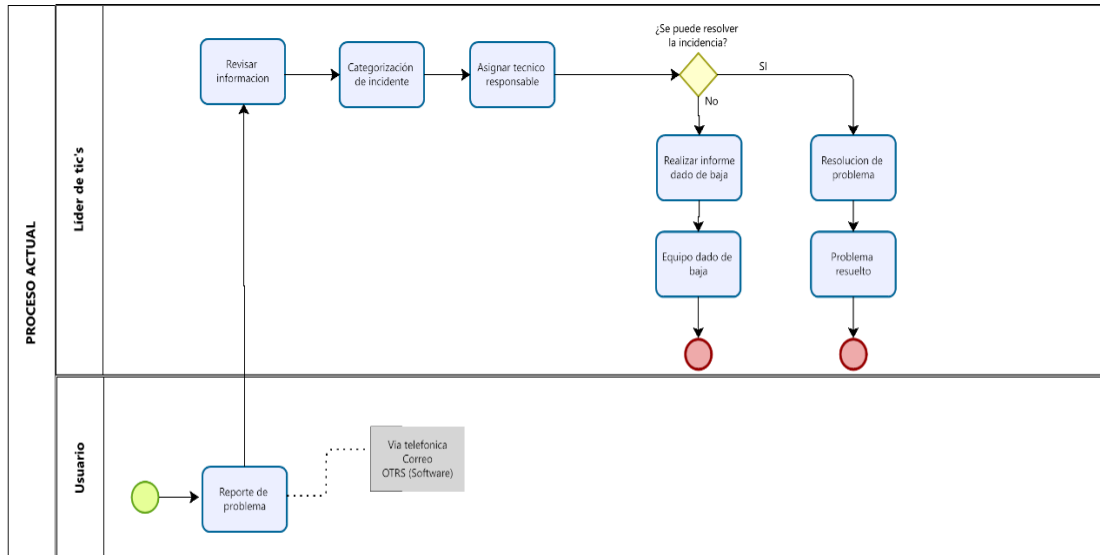 PROCESO ACTUAL
Líder de tic's
Revisar
informacion
Categorización
de incidente
Asignar tecnico
responsable
¿Se puede resolver
la incidencia?
SI
No
Realizar informe
dado de baja
Resolucion de
problema
Equipo dado de
baja
Problema
resuelto
Usuario
Reporte de
problema
Via telefonica
Correo
OTRS (Software)